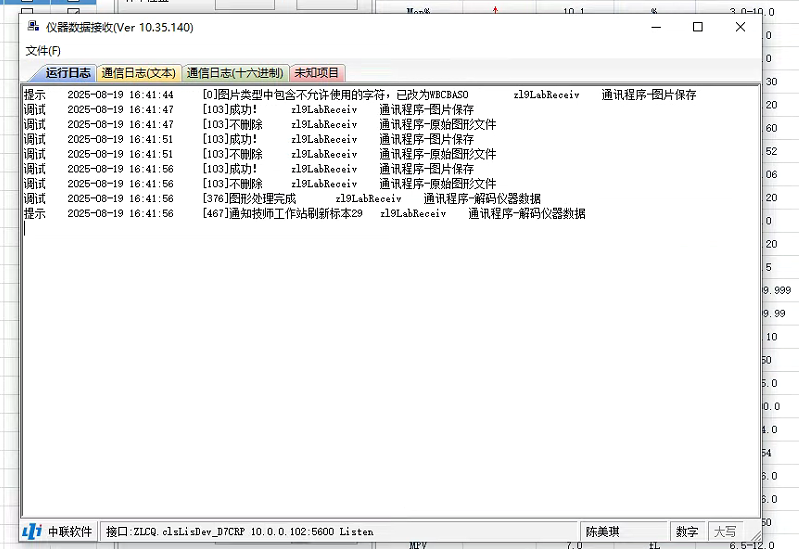 Mon% ↑ 10.1 % 3.0-10.0
仪器数据接收(Ver 10.35.140)
文件(F)
运行日志 通信日志(文本) 通信日志(十六进制) 未知项目
提示 2025-08-19 16:41:44 [0]图片类型中包含不允许使用的字符，已改为WBCBASO zl9LabReceiv 通讯程序-图片保存
调试 2025-08-19 16:41:47 [103]成功! zl9LabReceiv 通讯程序-图片保存
调试 2025-08-19 16:41:47 [103]不删除 zl9LabReceiv 通讯程序-原始图形文件
调试 2025-08-19 16:41:51 [103]成功! zl9LabReceiv 通讯程序-图片保存
调试 2025-08-19 16:41:51 [103]不删除 zl9LabReceiv 通讯程序-原始图形文件
调试 2025-08-19 16:41:56 [103]成功! zl9LabReceiv 通讯程序-图片保存
调试 2025-08-19 16:41:56 [103]不删除 zl9LabReceiv 通讯程序-原始图形文件
调试 2025-08-19 16:41:56 [376]图形处理完成 zl9LabReceiv 通讯程序-解码仪器数据
提示 2025-08-19 16:41:56 [467]通知技师工作站刷新标本29 zl9LabReceiv 通讯程序-解码仪器数据
中联软件 接口:ZLCQ.clsLisDev_D7CRP 10.0.0.102:5600 Listen 陈美琪 数字 大写
MPV 7.0 fL 6.5-12.0